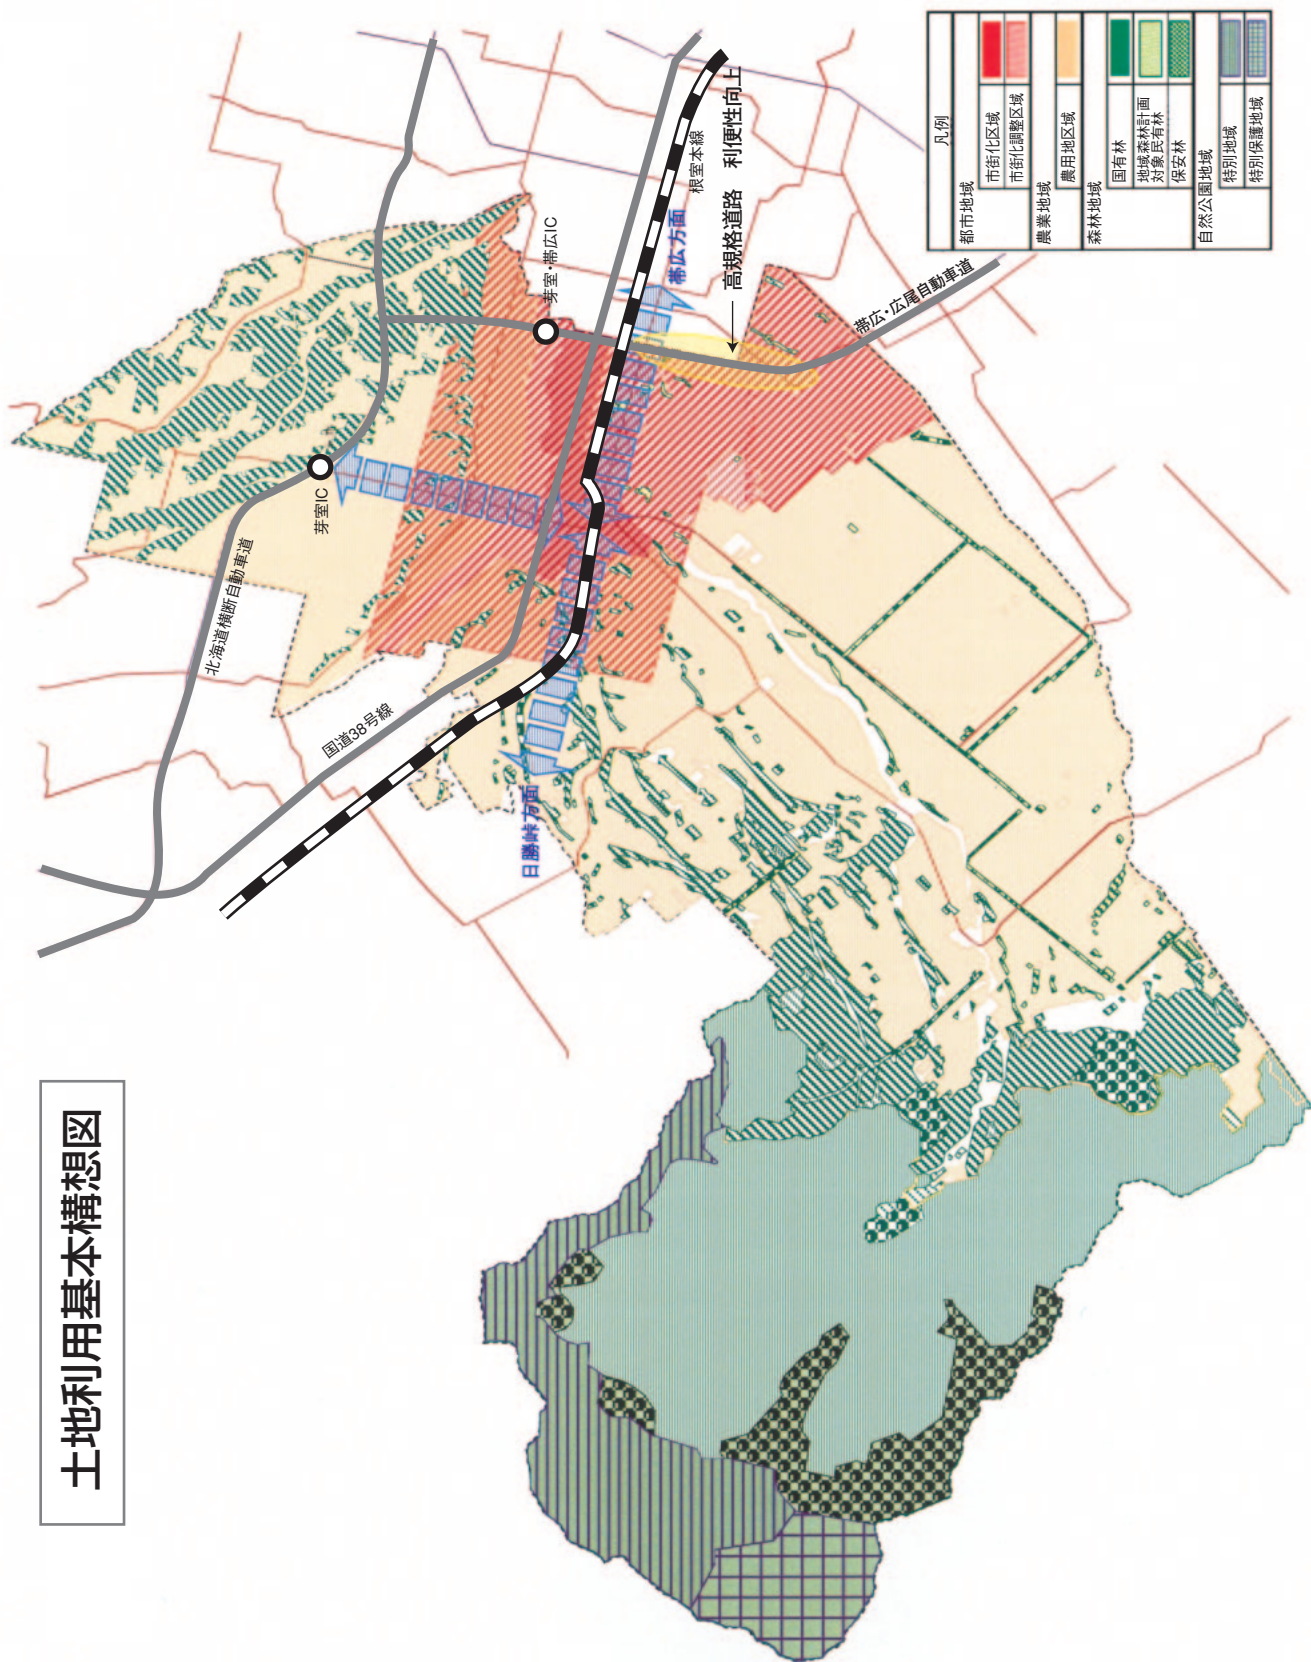 土地利用基本構想図
北海道横断自動車道
国道38号線
芽室IC
芽室・帯広IC
根室本線
帯広方面
日勝峠方面
高規格道路　利便性向上
帯広・広尾自動車道
凡例
都市地域
市街化区域
市街化調整区域
農業地域
農用地区域
森林地域
国有林
地域森林計画
対象民有林
保安林
自然公園地域
特別地域
特別保護地域